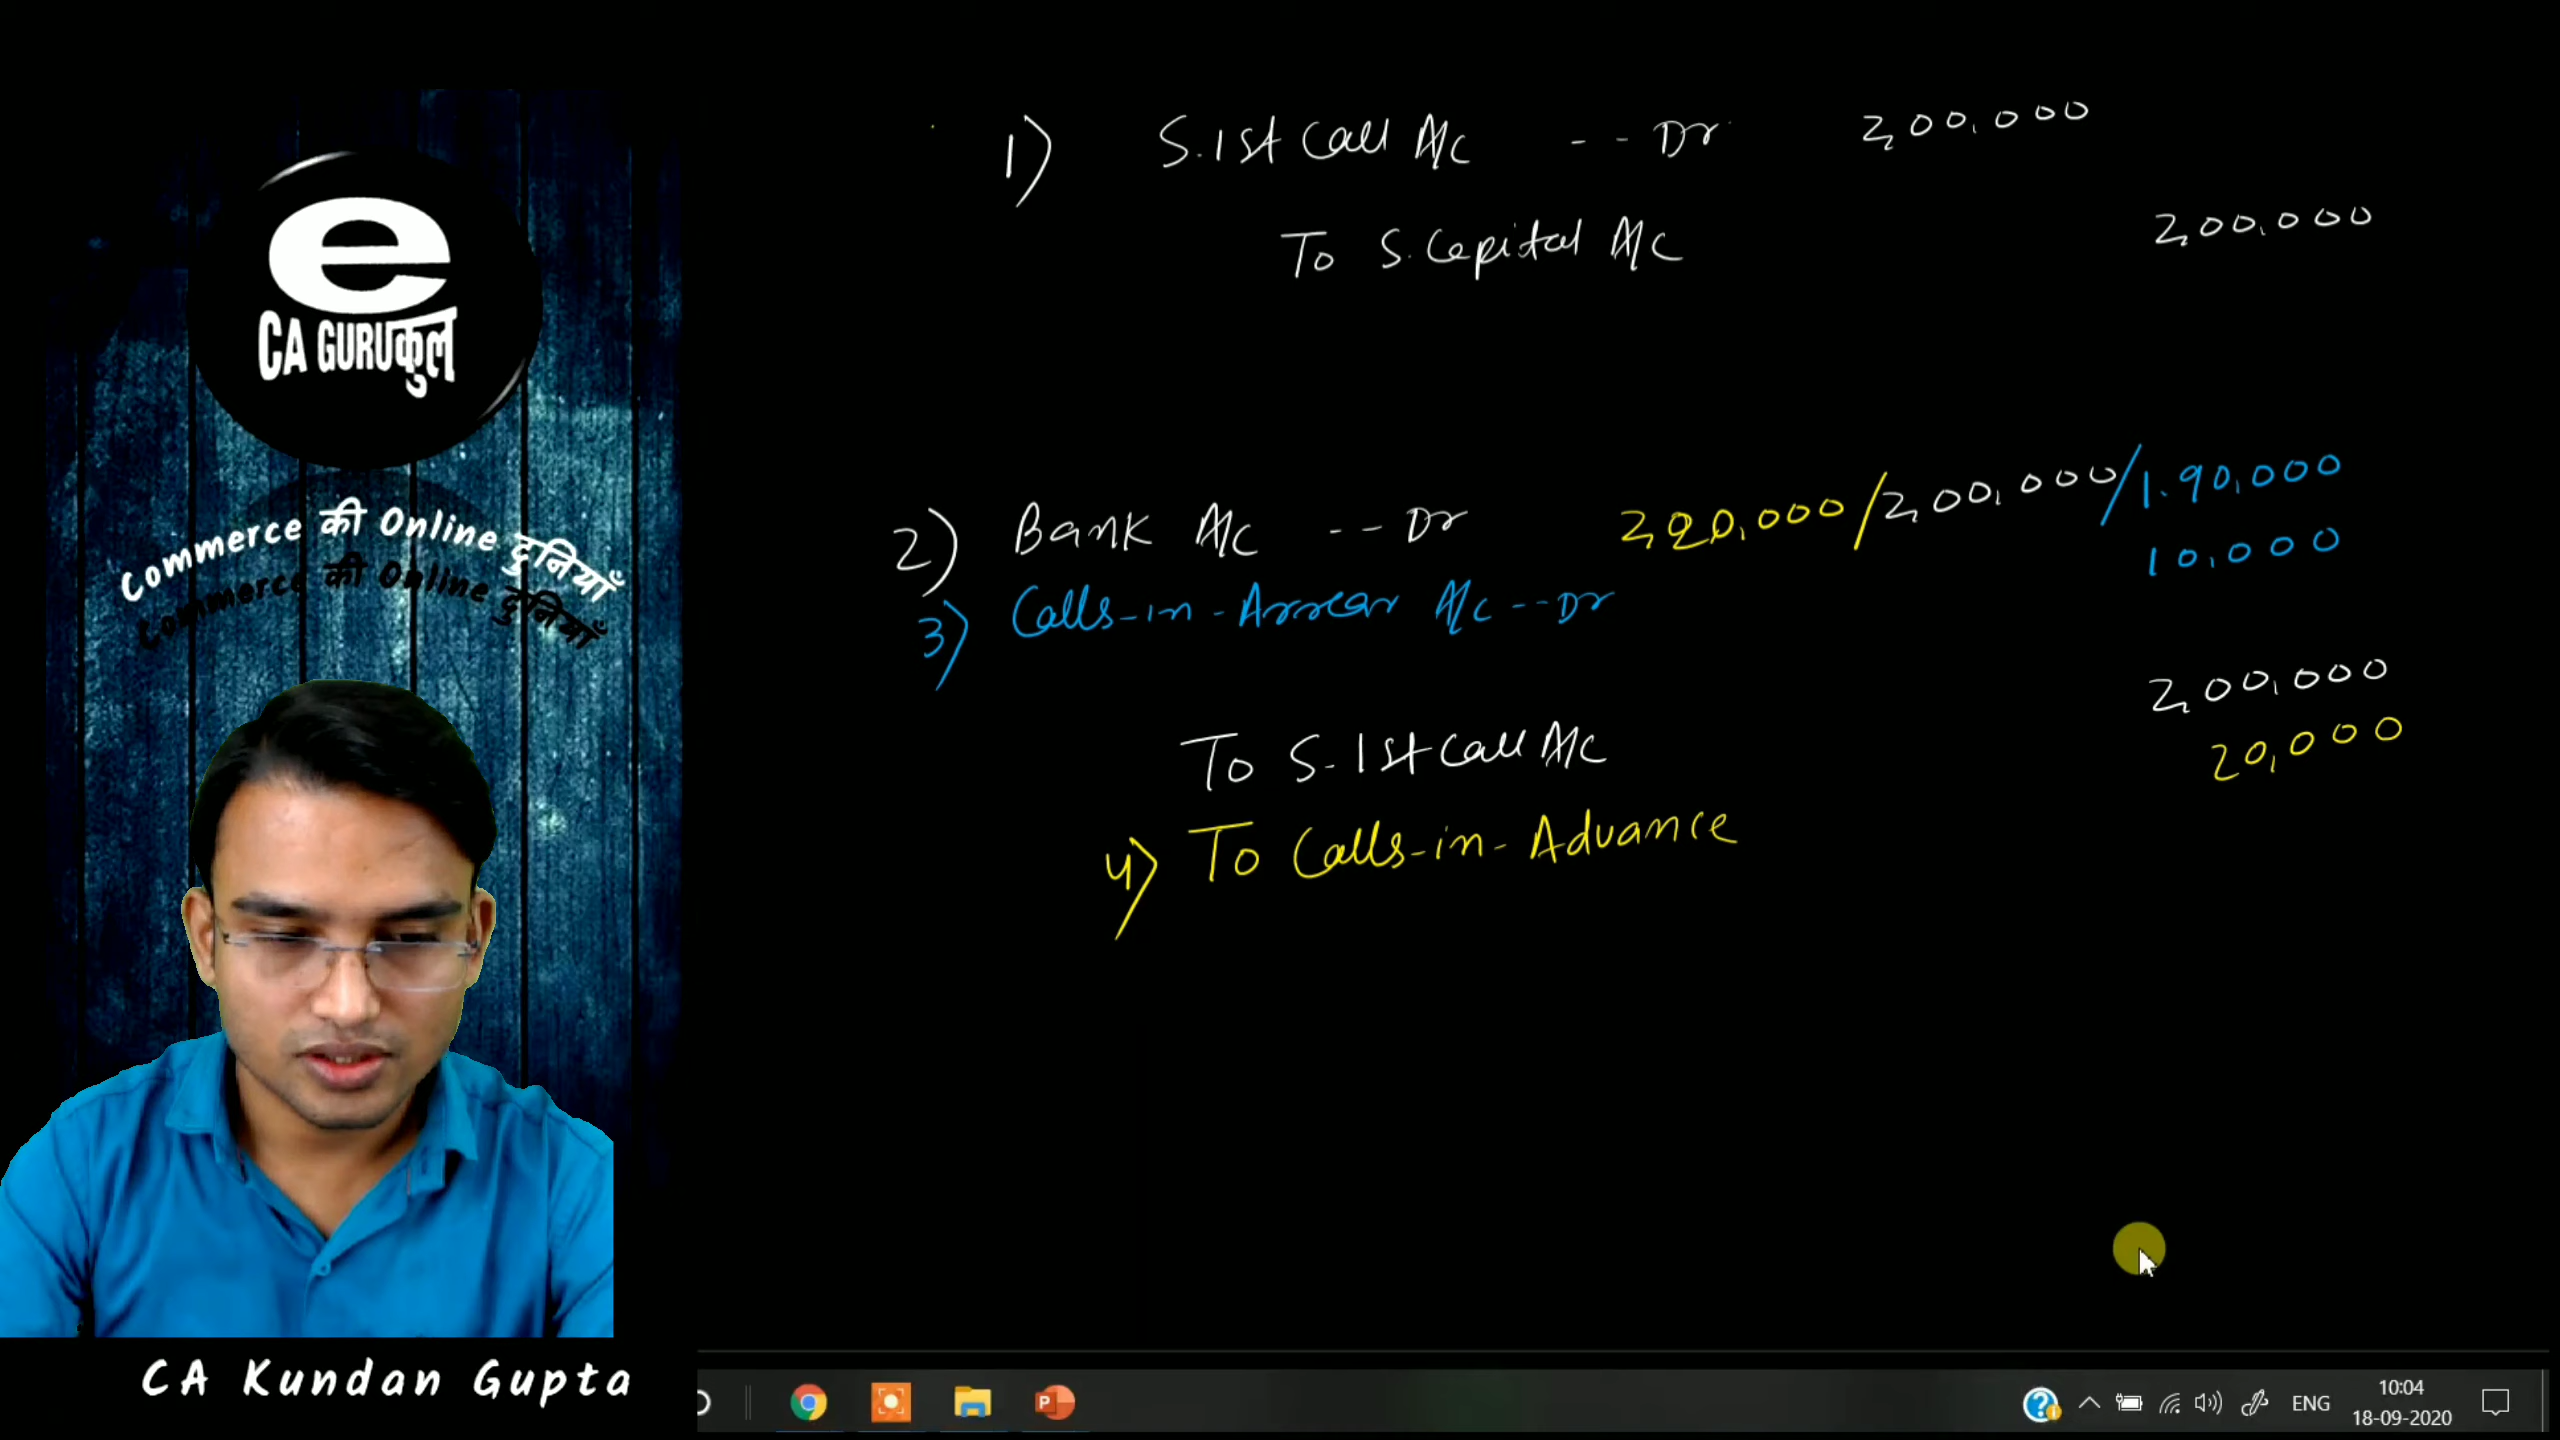 e
CA GURUकुल
Commerce की Online दुनियाँ
Commerce की Online दुनियाँ
CA Kundan Gupta
1) S. 1st Call A/c -- Dr 2,00,000
To S. Capital A/c 2,00,000
2) Bank A/c -- Dr 2,20,000/2,00,000/1.90,000
3) Calls-in-Arrear A/c -- Dr 10,000
To S. 1st Call A/c 2,00,000
4) To Calls-in-Advance 20,000
P
ENG
10:04
18-09-2020